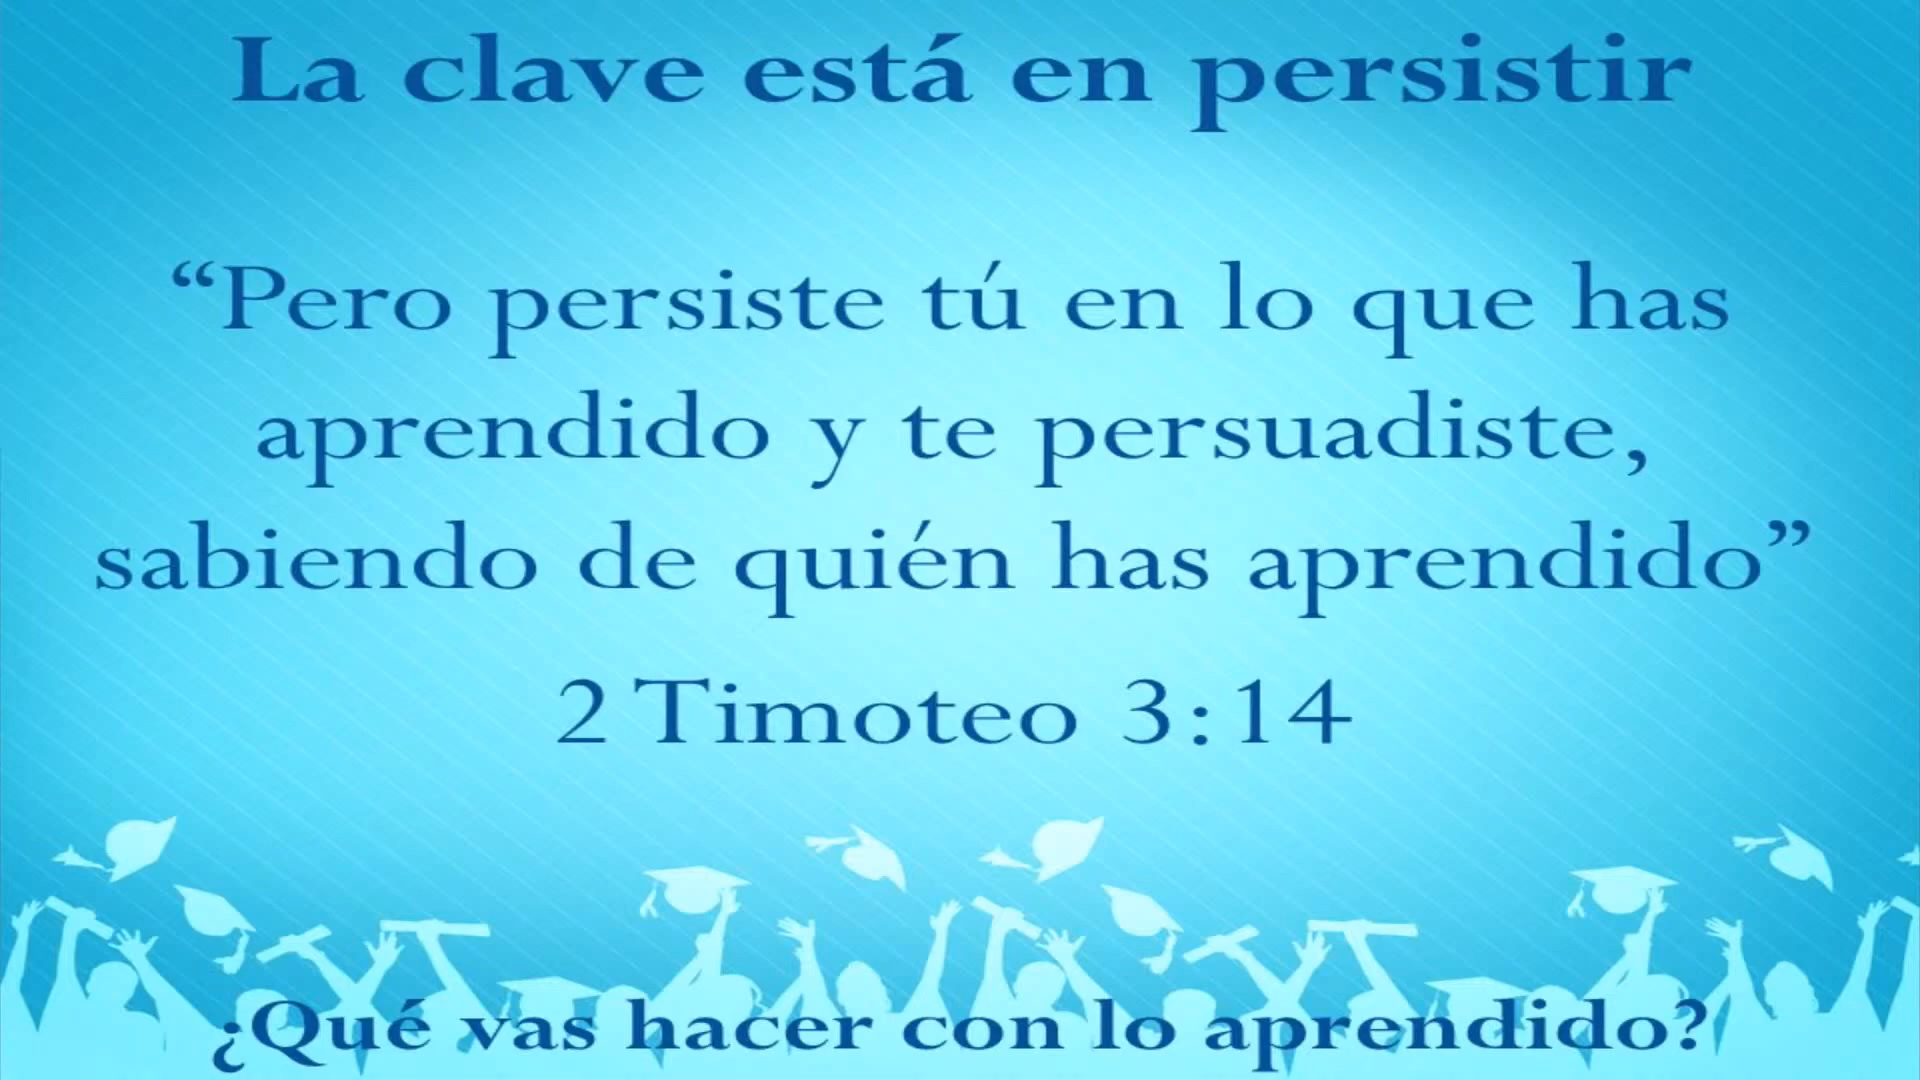 La clave está en persistir
“Pero persiste tú en lo que has
aprendido y te persuadiste,
sabiendo de quién has aprendido”
2 Timoteo 3:14
¿Qué vas hacer con lo aprendido?